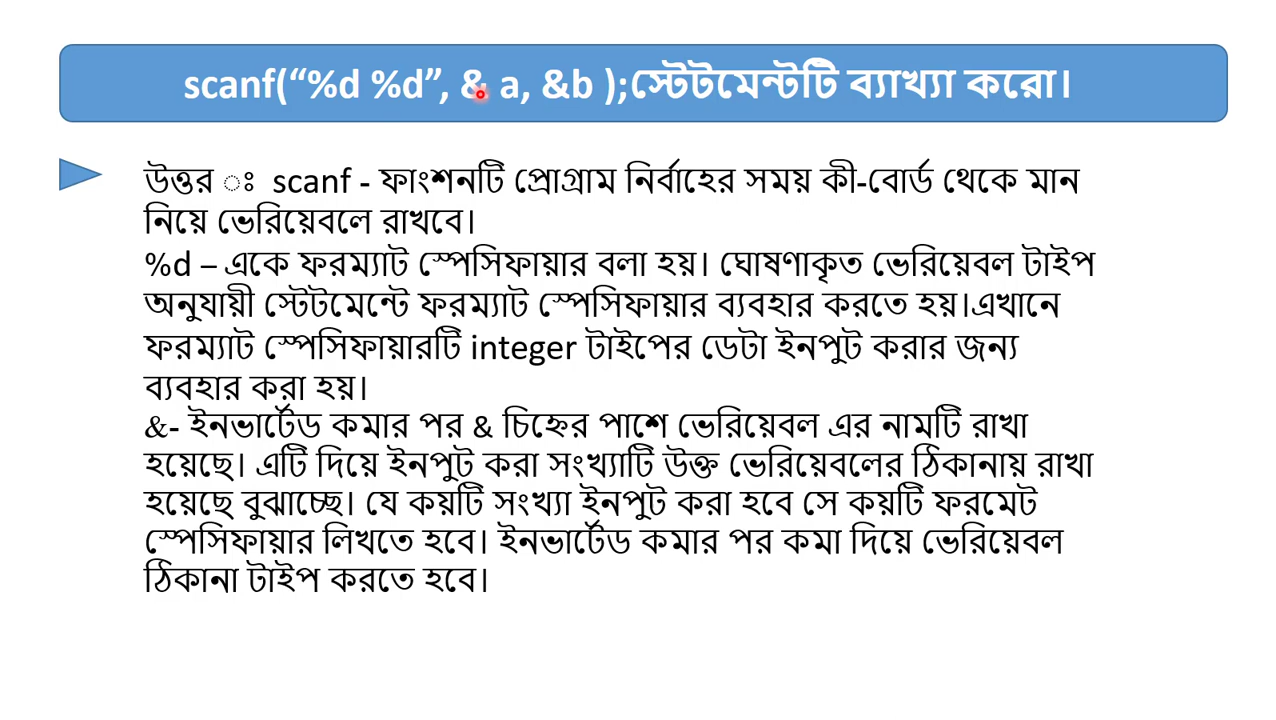 scanf(“%d %d”, & a, &b );স্টেটমেন্টটি ব্যাখ্যা করো।
উত্তর ঃ scanf - ফাংশনটি প্রোগ্রাম নির্বাহের সময় কী-বোর্ড থেকে মান
নিয়ে ভেরিয়েবলে রাখবে।
%d – একে ফরম্যাট স্পেসিফায়ার বলা হয়। ঘোষণাকৃত ভেরিয়েবল টাইপ
অনুযায়ী স্টেটমেন্টে ফরম্যাট স্পেসিফায়ার ব্যবহার করতে হয়।এখানে
ফরম্যাট স্পেসিফায়ারটি integer টাইপের ডেটা ইনপুট করার জন্য
ব্যবহার করা হয়।
&- ইনভার্টেড কমার পর & চিহ্নের পাশে ভেরিয়েবল এর নামটি রাখা
হয়েছে। এটি দিয়ে ইনপুট করা সংখ্যাটি উক্ত ভেরিয়েবলের ঠিকানায় রাখা
হয়েছে বুঝাচ্ছে। যে কয়টি সংখ্যা ইনপুট করা হবে সে কয়টি ফরমেট
স্পেসিফায়ার লিখতে হবে। ইনভার্টেড কমার পর কমা দিয়ে ভেরিয়েবল
ঠিকানা টাইপ করতে হবে।